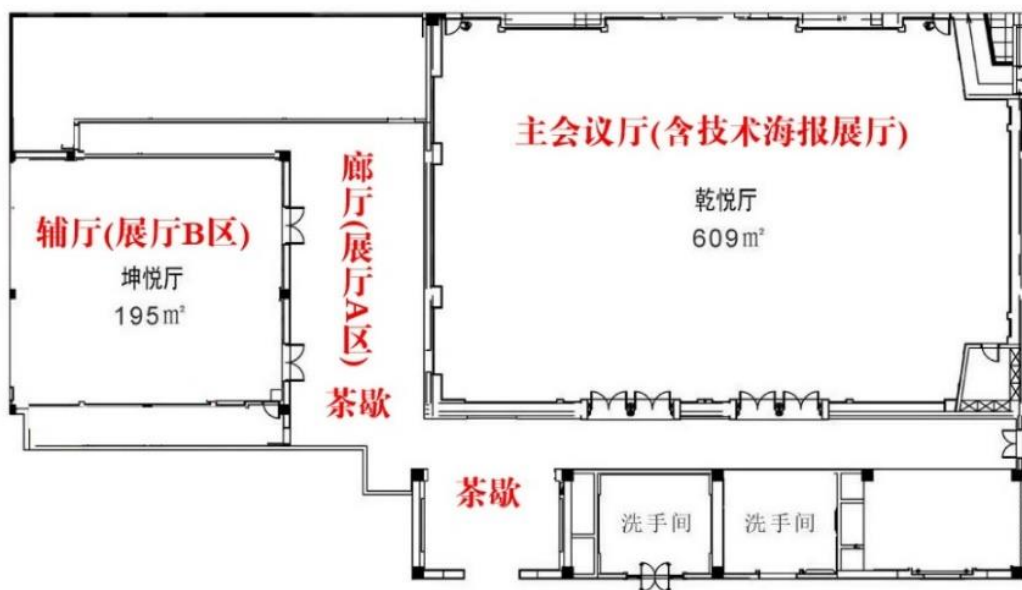 主会议厅(含技术海报展厅)
乾悦厅
609㎡
廊厅(展厅A区)
辅厅(展厅B区)
坤悦厅
195㎡
茶歇
茶歇
洗手间
洗手间